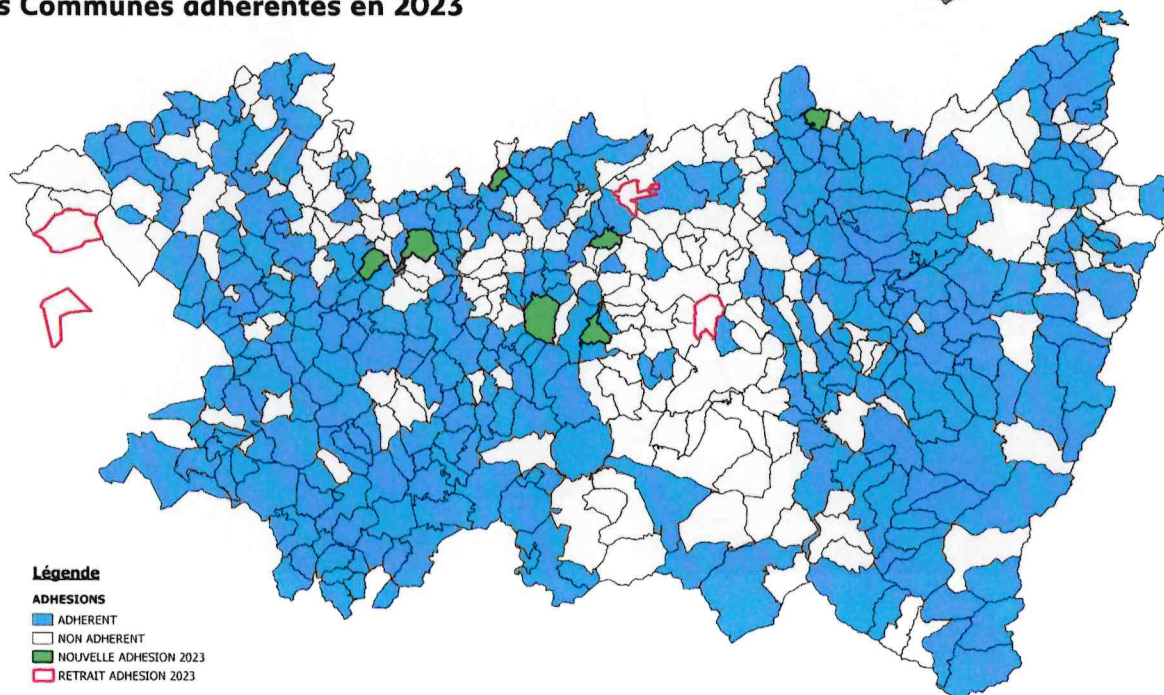 s Communes adhérentes en 2023
Légende
ADHESIONS
ADHERENT
NON ADHERENT
NOUVELLE ADHESION 2023
RETRAIT ADHESION 2023